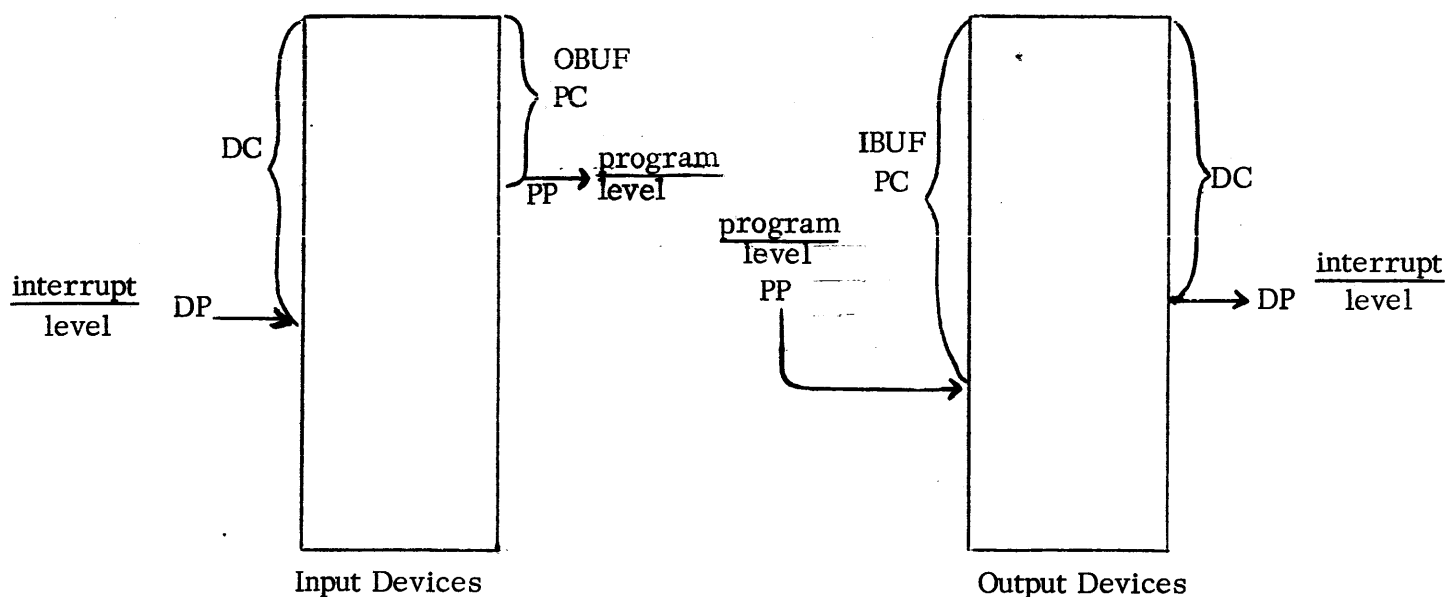 OBUF
PC
DC
program
level
PP
interrupt
level
DP
Input Devices
IBUF
PC
DC
program
level
PP
DP
interrupt
level
Output Devices